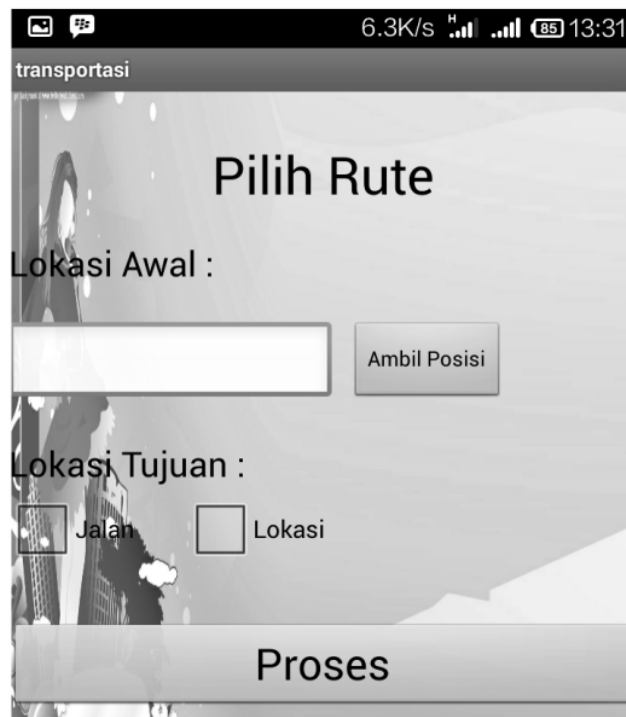 6.3K/s H 85 13:31
transportasi
Pilih Rute
Lokasi Awal :
Ambil Posisi
Lokasi Tujuan :
Jalan Lokasi
Proses